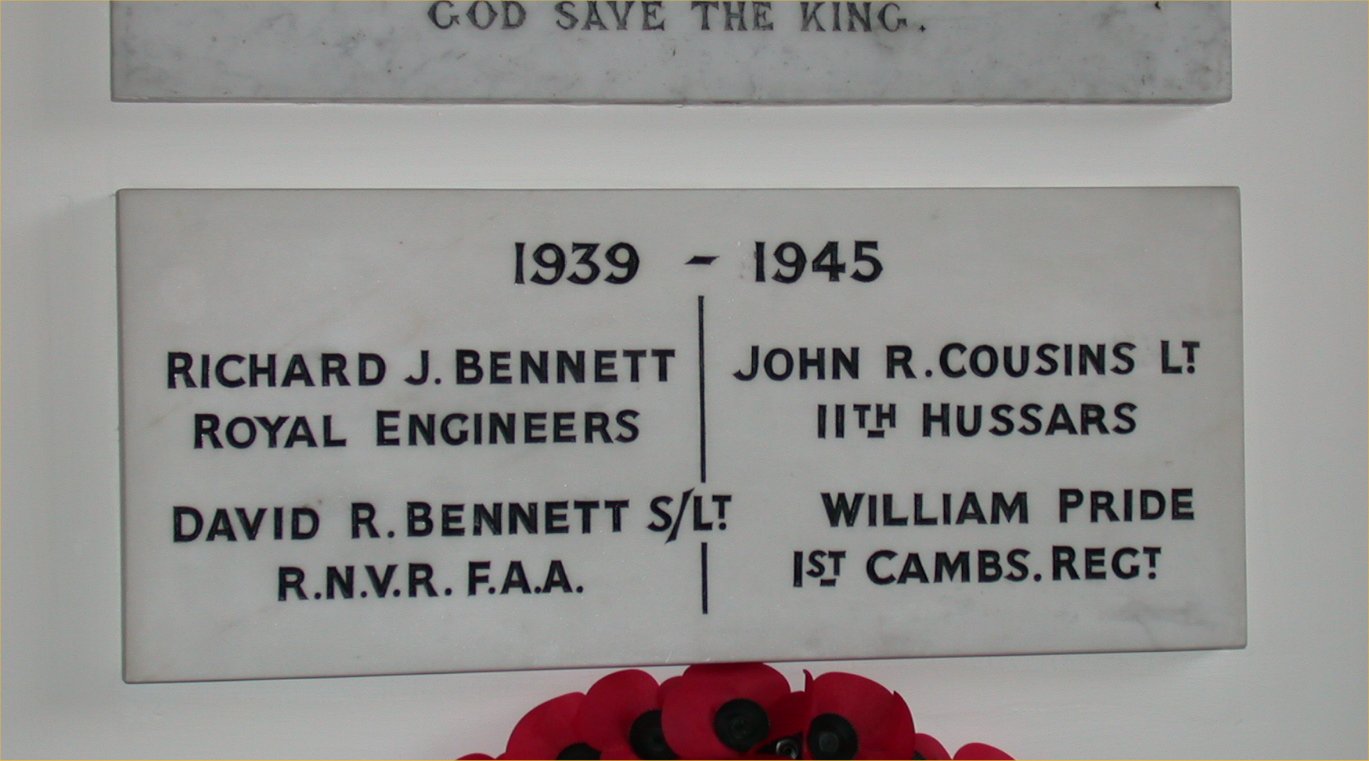 GOD SAVE THE KING.
1939 - 1945
RICHARD J. BENNETT
ROYAL ENGINEERS
DAVID R. BENNETT S/LT
R.N.V.R. F.A.A.
JOHN R. COUSINS LT
11TH HUSSARS
WILLIAM PRIDE
1ST CAMBS. REGT